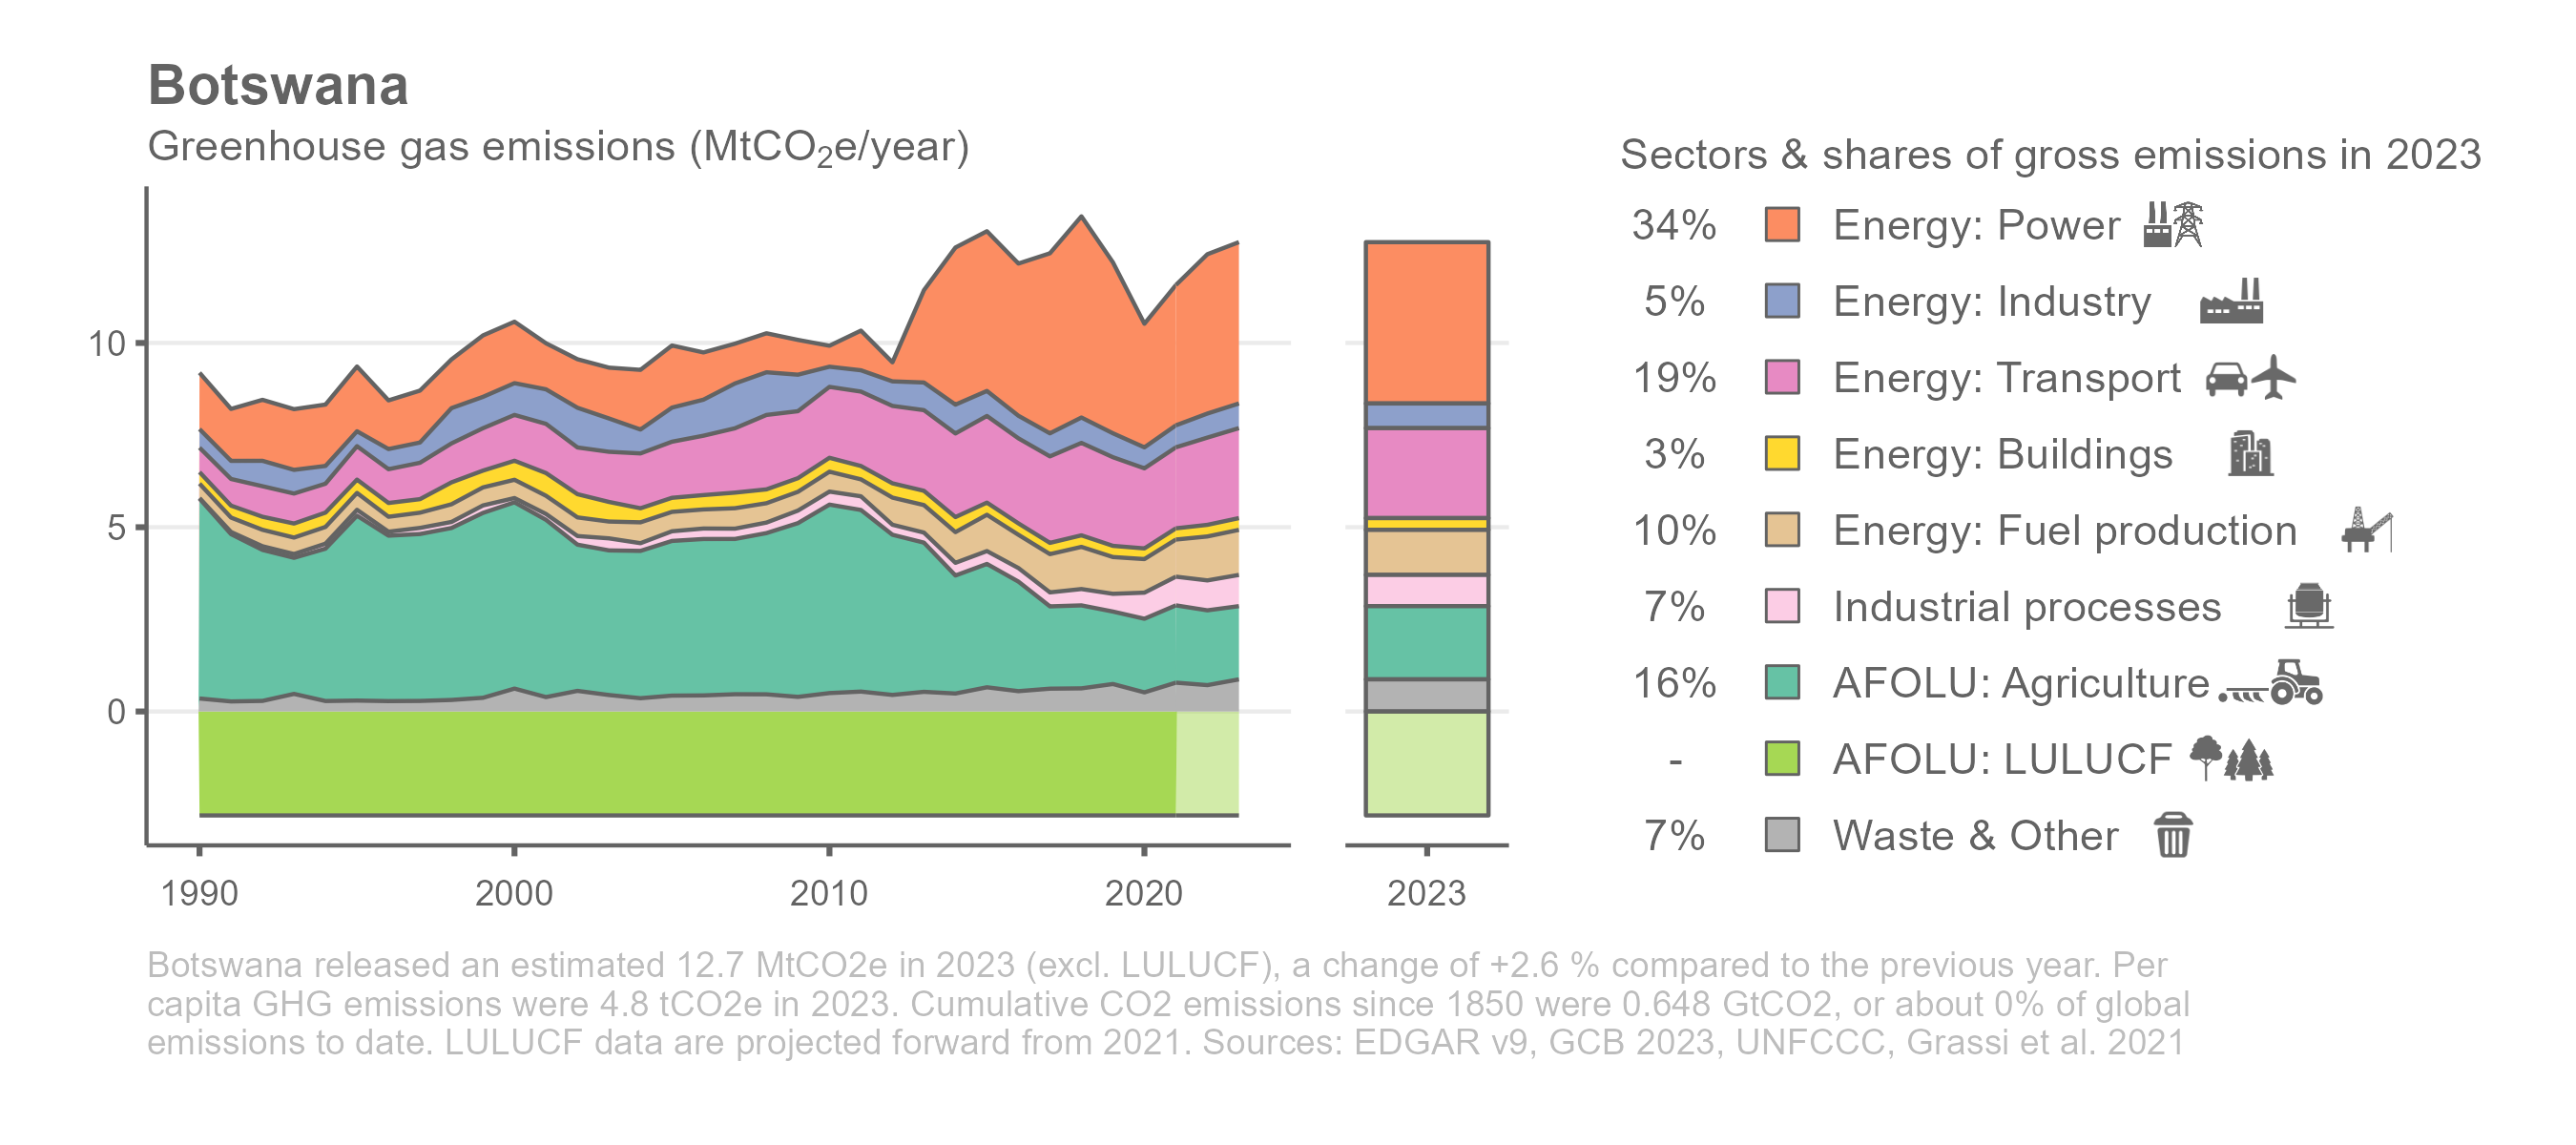 Botswana
Greenhouse gas emissions (MtCO₂e/year)
10
5
0
1990 2000 2010 2020 2023
Sectors & shares of gross emissions in 2023
34% Energy: Power
5% Energy: Industry
19% Energy: Transport
3% Energy: Buildings
10% Energy: Fuel production
7% Industrial processes
16% AFOLU: Agriculture
- AFOLU: LULUCF
7% Waste & Other
Botswana released an estimated 12.7 MtCO2e in 2023 (excl. LULUCF), a change of +2.6 % compared to the previous year. Per
capita GHG emissions were 4.8 tCO2e in 2023. Cumulative CO2 emissions since 1850 were 0.648 GtCO2, or about 0% of global
emissions to date. LULUCF data are projected forward from 2021. Sources: EDGAR v9, GCB 2023, UNFCCC, Grassi et al. 2021